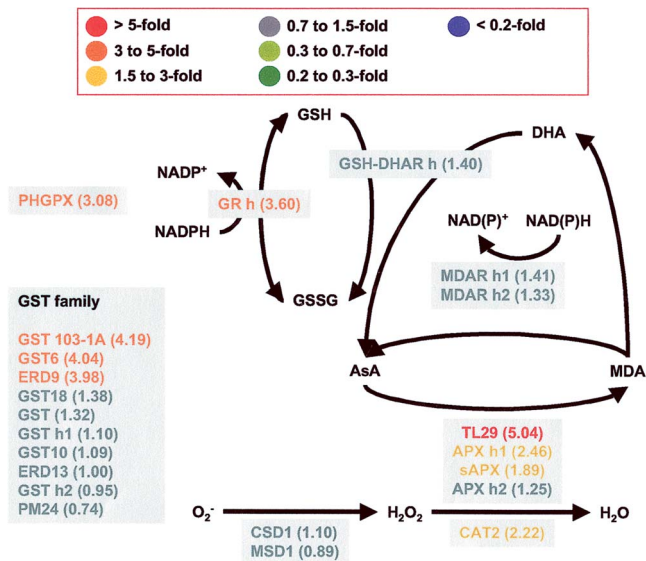 > 5-fold
0.7 to 1.5-fold
< 0.2-fold
3 to 5-fold
0.3 to 0.7-fold
1.5 to 3-fold
0.2 to 0.3-fold
GSH
DHA
GSH-DHAR h (1.40)
NADP⁺
PHGPX (3.08)
GR h (3.60)
NADPH
NAD(P)⁺
NAD(P)H
MDAR h1 (1.41)
MDAR h2 (1.33)
GSSG
GST family
GST 103-1A (4.19)
GST6 (4.04)
ERD9 (3.98)
GST18 (1.38)
GST (1.32)
GST h1 (1.10)
GST10 (1.09)
ERD13 (1.00)
GST h2 (0.95)
PM24 (0.74)
AsA
MDA
TL29 (5.04)
APX h1 (2.46)
sAPX (1.89)
APX h2 (1.25)
O₂⁻
H₂O₂
H₂O
CSD1 (1.10)
MSD1 (0.89)
CAT2 (2.22)